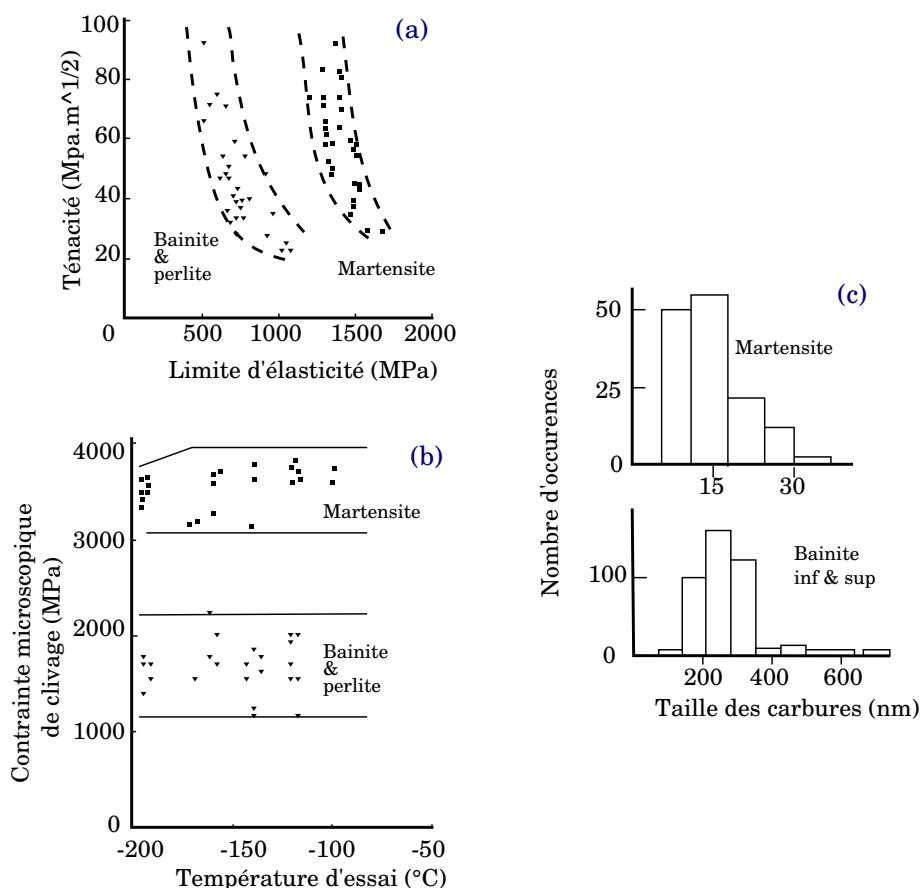 (a)
Ténacité (Mpa.m^1/2)
100
80
60
40
20
0
500
1000
1500
2000
Bainite
&
perlite
Martensite
Limite d'élasticité (MPa)
(b)
Contrainte microscopique
de clivage (MPa)
4000
3000
2000
1000
0
Martensite
Bainite
&
perlite
-200
-150
-100
-50
Température d'essai (°C)
(c)
Nombre d'occurences
50
25
0
Martensite
15
30
100
0
Bainite
inf & sup
200
400
600
Taille des carbures (nm)